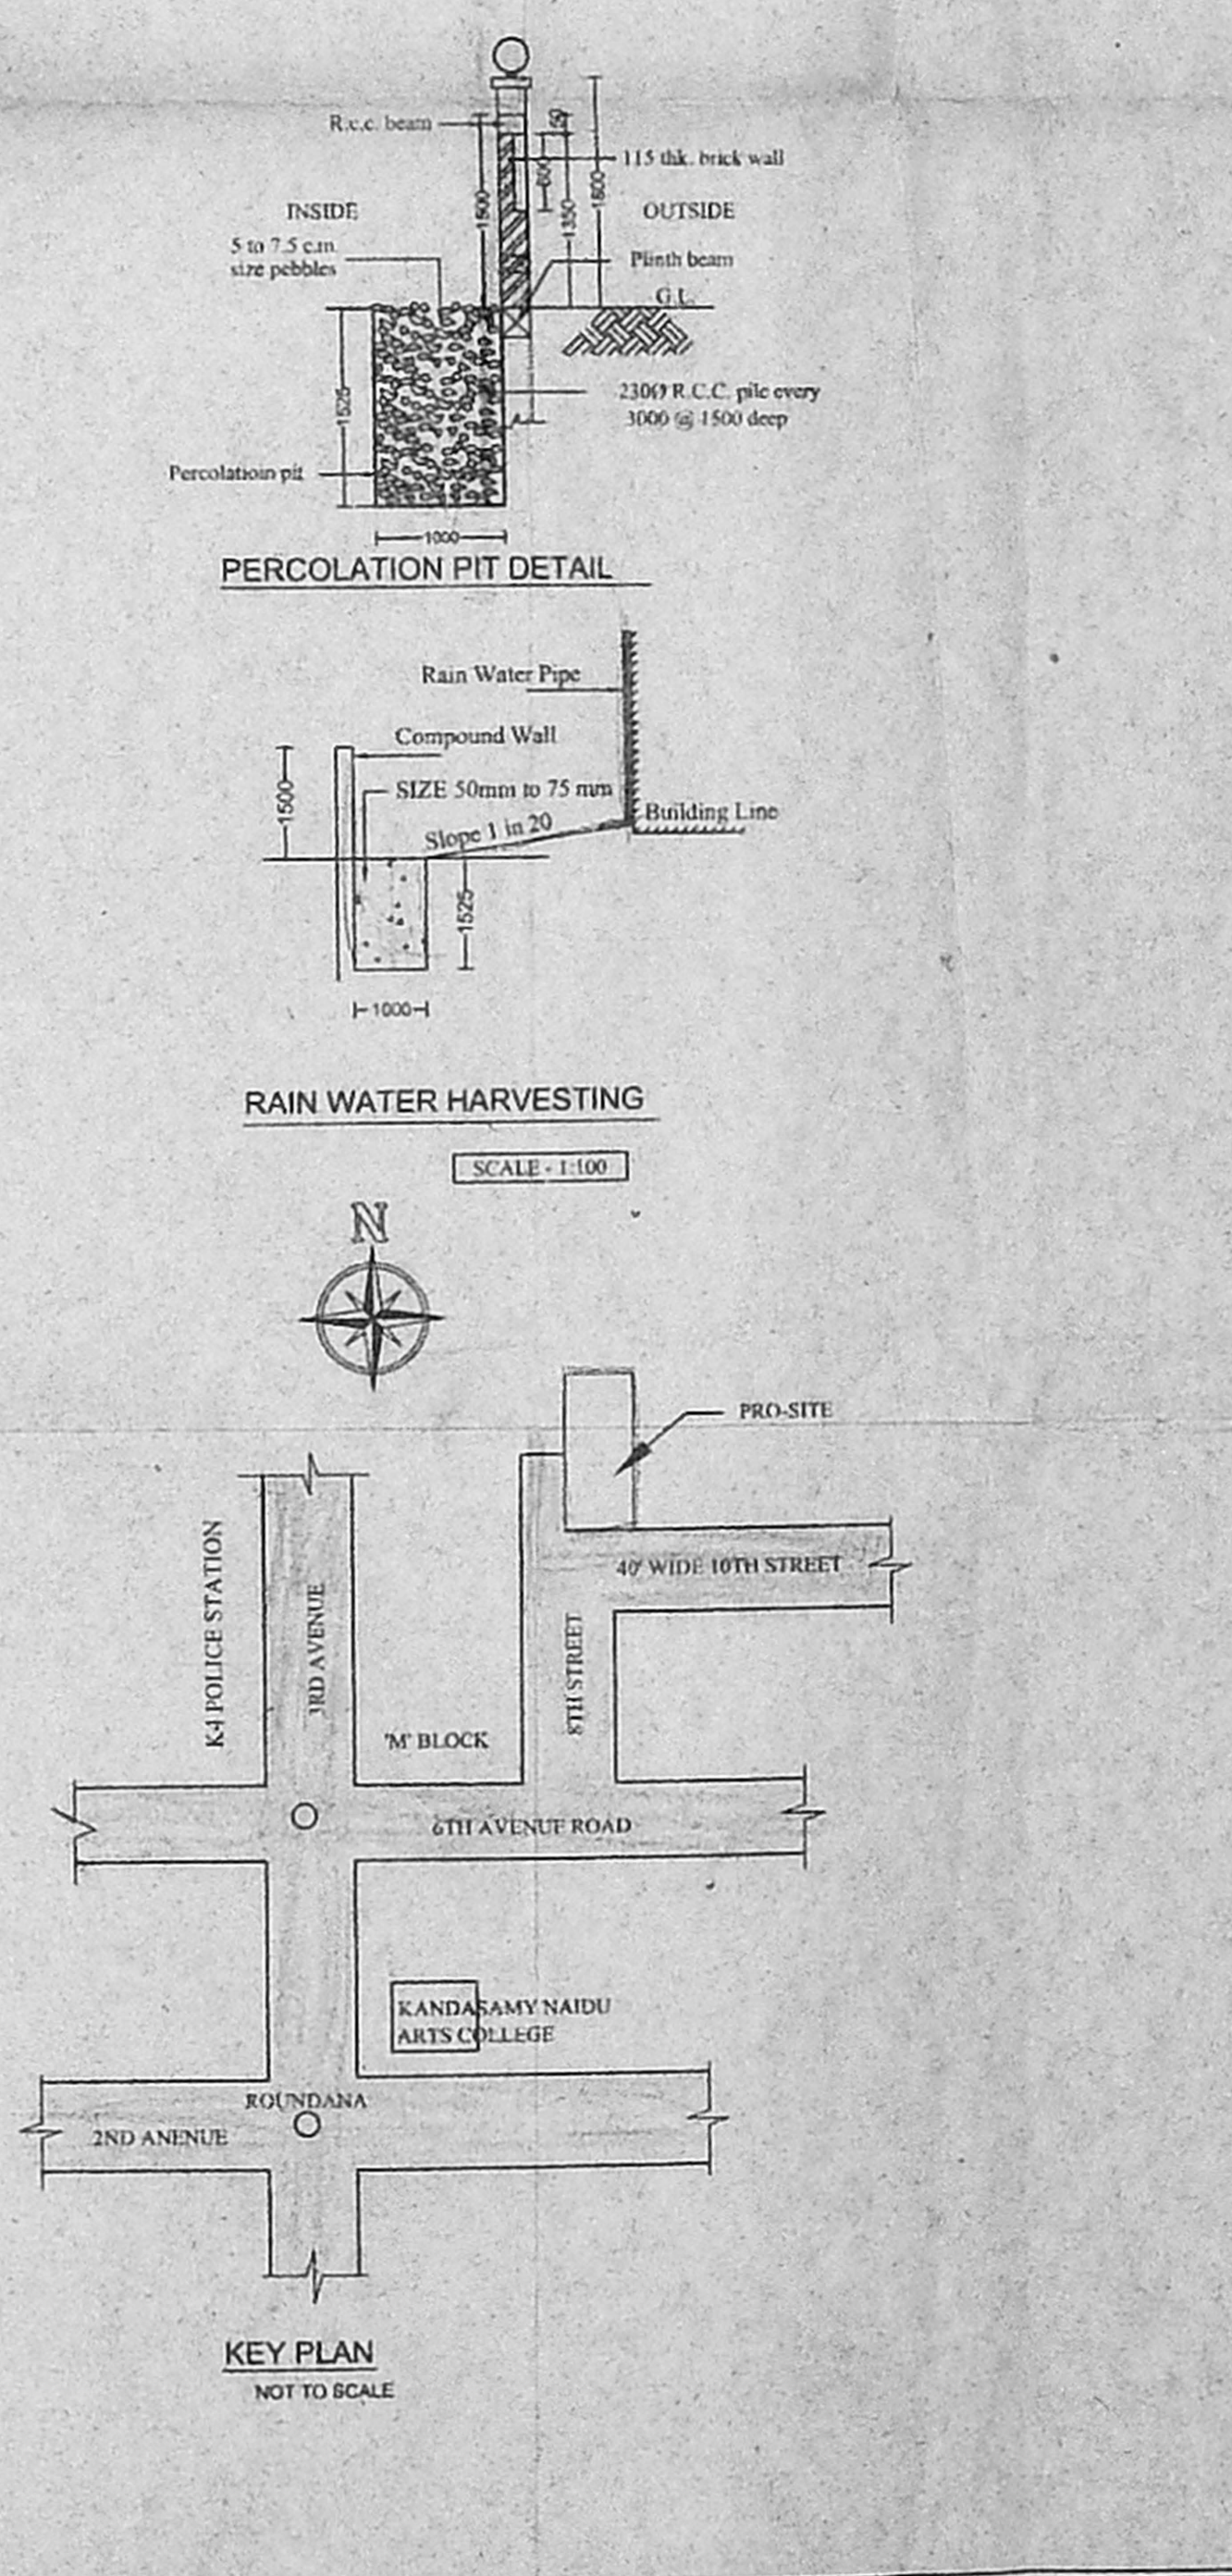 R.c.c. beam
115 thk. brick wall
1500
600
1350
1800
INSIDE
OUTSIDE
5 to 7.5 c.m.
size pebbles
Plinth beam
G.L.
1525
230Ø R.C.C. pile every
3000 @ 1500 deep
Percolatioin pit
1000
PERCOLATION PIT DETAIL
Rain Water Pipe
Compound Wall
1500
SIZE 50mm to 75 mm
Building Line
Slope 1 in 20
1525
1000
RAIN WATER HARVESTING
SCALE - 1:100
N
PRO-SITE
40' WIDE 10TH STREET
K4 POLICE STATION
3RD AVENUE
8TH STREET
'M' BLOCK
6TH AVENUE ROAD
KANDASAMY NAIDU
ARTS COLLEGE
ROUNDANA
2ND ANENUE
KEY PLAN
NOT TO SCALE